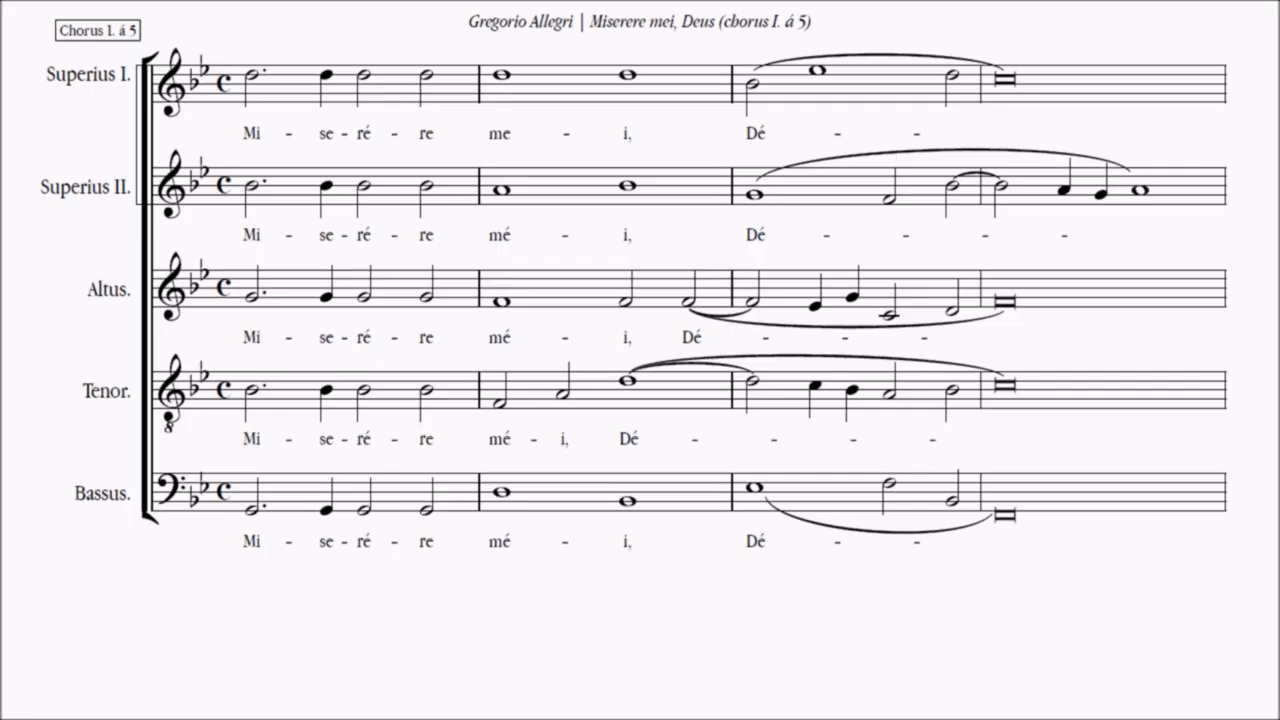 Gregorio Allegri | Miserere mei, Deus (chorus I. á 5)
Chorus I. á 5
Superius I.
Mi - se - ré - re me - i, Dé - -
Superius II.
Mi - se - ré - re mé - i, Dé - - - - -
Altus.
Mi - se - ré - re mé - i, Dé - - -
Tenor.
8
Mi - se - ré - re mé - i, Dé - - - -
Bassus.
Mi - se - ré - re mé - i, Dé - -